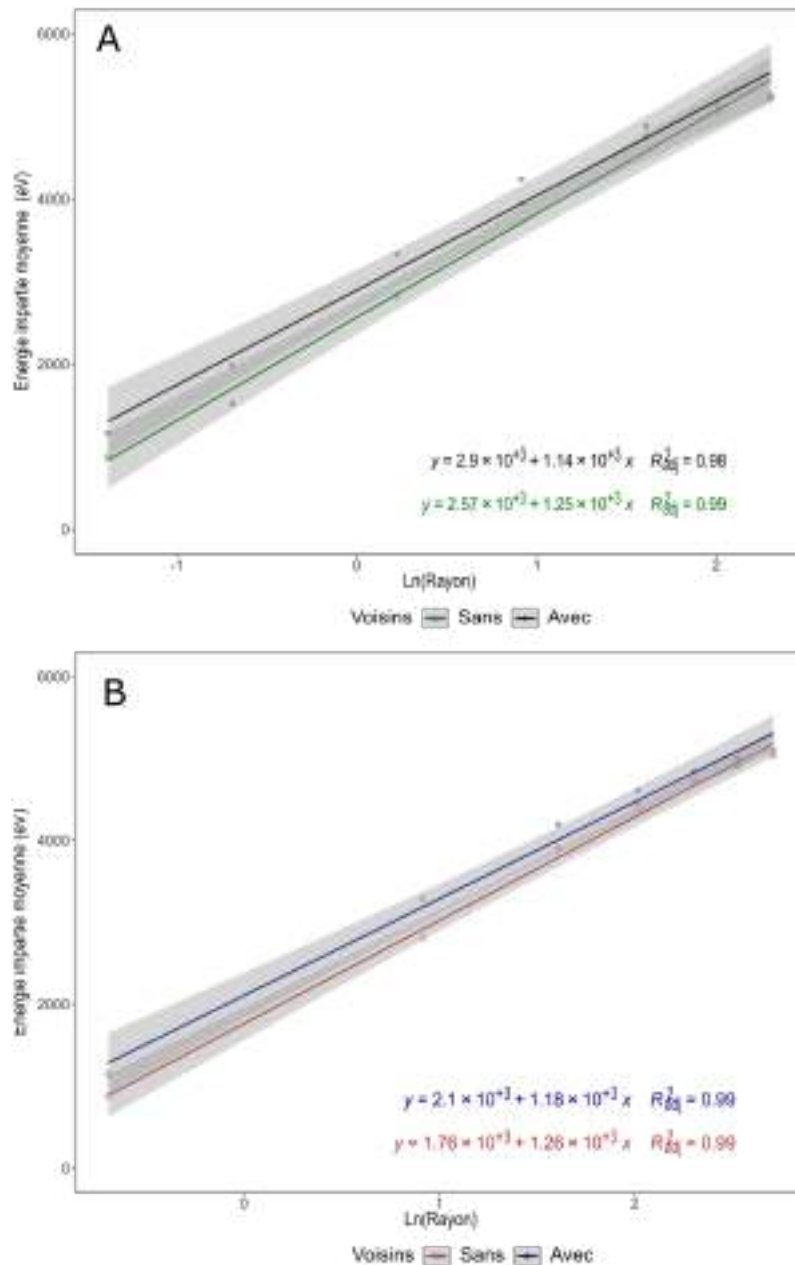 A
6000
4000
2000
0
Energie impartie moyenne (eV)
y = 2.9 × 10⁺³ + 1.14 × 10⁺³ x R²adj = 0.98
y = 2.57 × 10⁺³ + 1.25 × 10⁺³ x R²adj = 0.99
-1 0 1 2
Ln(Rayon)
Voisins Sans Avec
B
6000
4000
2000
0
Energie impartie moyenne (eV)
y = 2.1 × 10⁺³ + 1.18 × 10⁺³ x R²adj = 0.99
y = 1.76 × 10⁺³ + 1.26 × 10⁺³ x R²adj = 0.99
0 1 2
Ln(Rayon)
Voisins Sans Avec